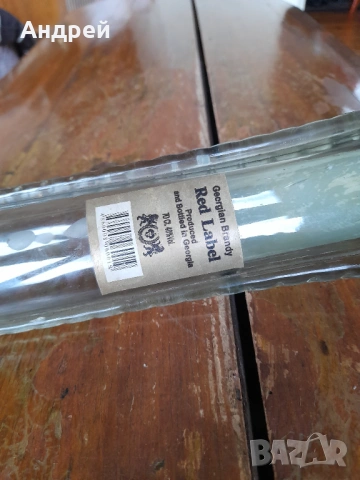 Андрей
Georgian Brandy
Red Label
Produced
and Bottled in Georgia
BAZAR